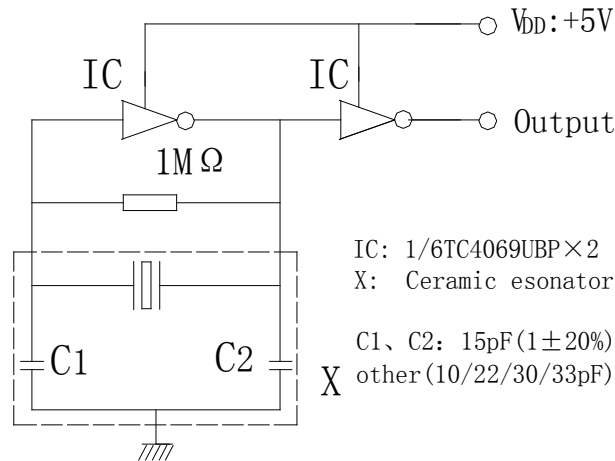 VDD:+5V
IC
IC
Output
1MΩ
IC: 1/6TC4069UBP×2
X: Ceramic esonator
C1、C2: 15pF(1±20%)
C1
C2
X
other(10/22/30/33pF)